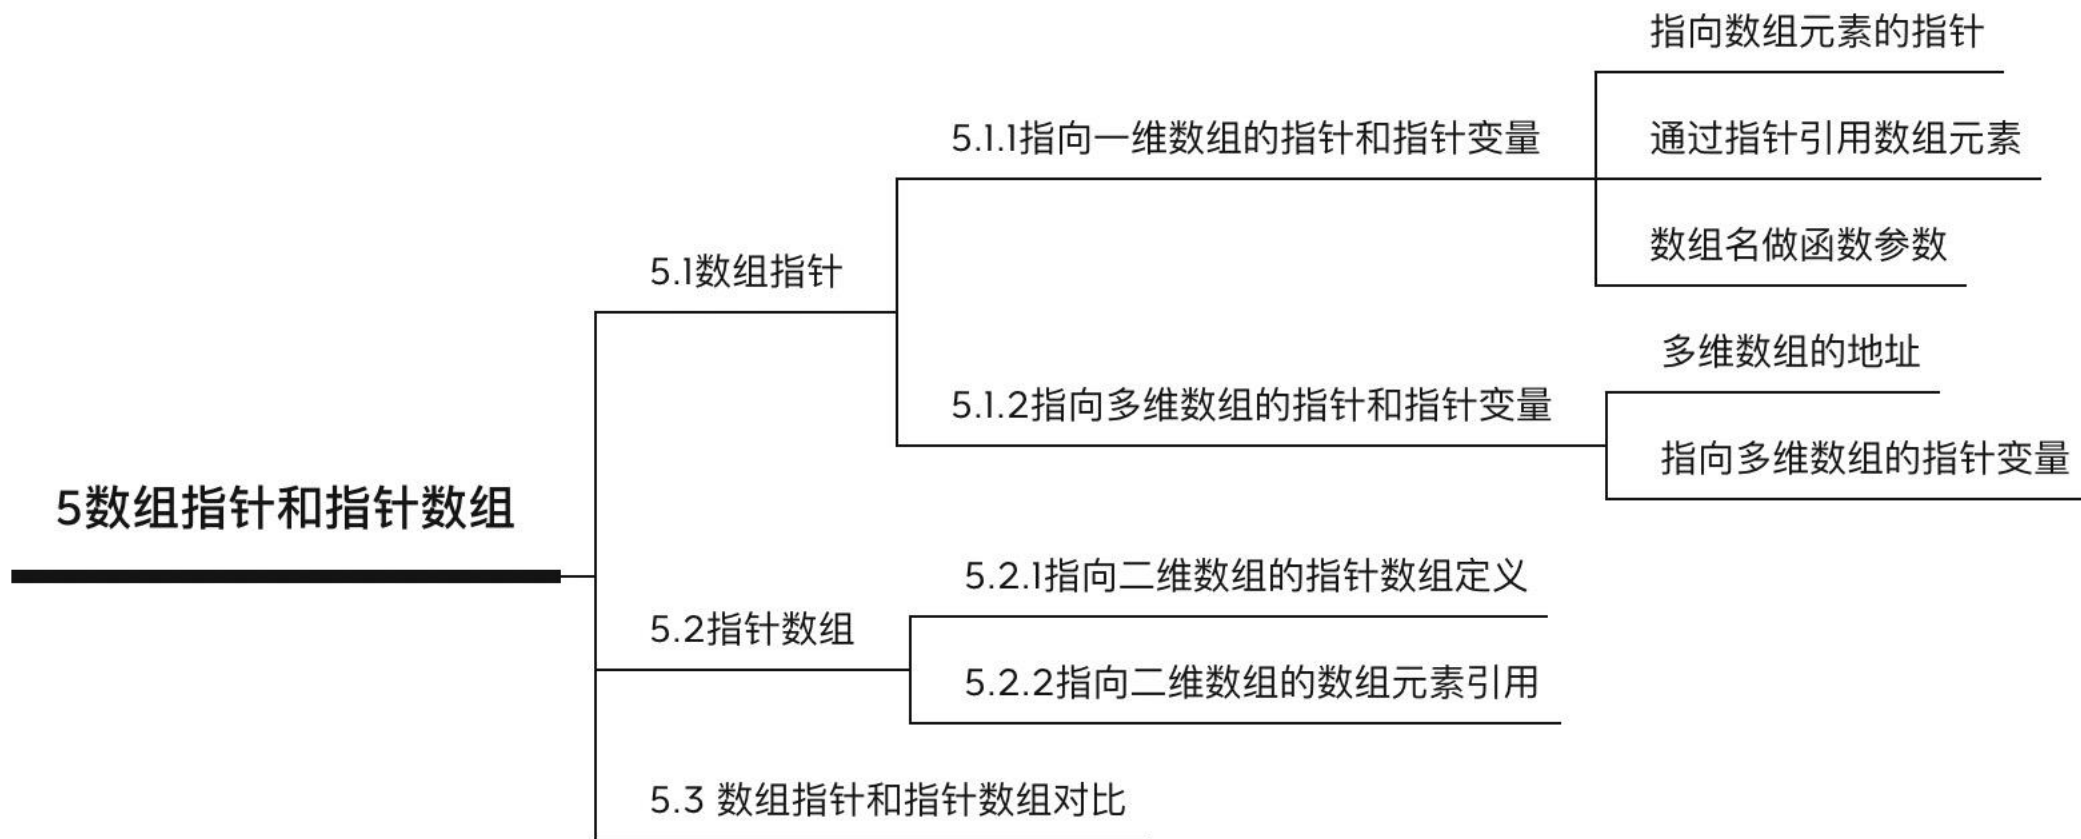 5数组指针和指针数组
5.1数组指针
5.1.1指向一维数组的指针和指针变量
指向数组元素的指针
通过指针引用数组元素
数组名做函数参数
5.1.2指向多维数组的指针和指针变量
多维数组的地址
指向多维数组的指针变量
5.2指针数组
5.2.1指向二维数组的指针数组定义
5.2.2指向二维数组的数组元素引用
5.3 数组指针和指针数组对比